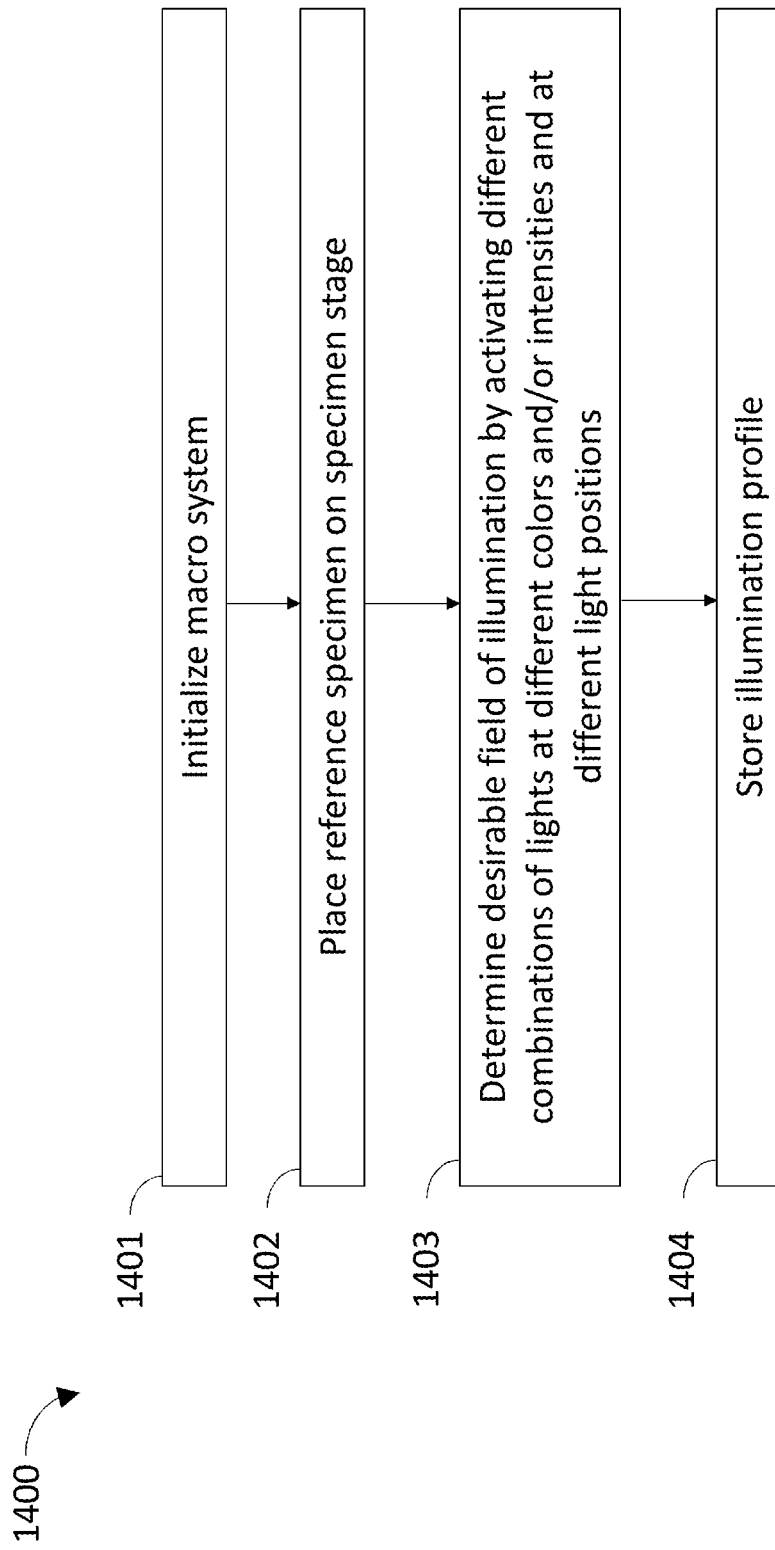 1400
1401
Initialize macro system
1402
Place reference specimen on specimen stage
1403
Determine desirable field of illumination by activating different
combinations of lights at different colors and/or intensities and at
different light positions
1404
Store illumination profile